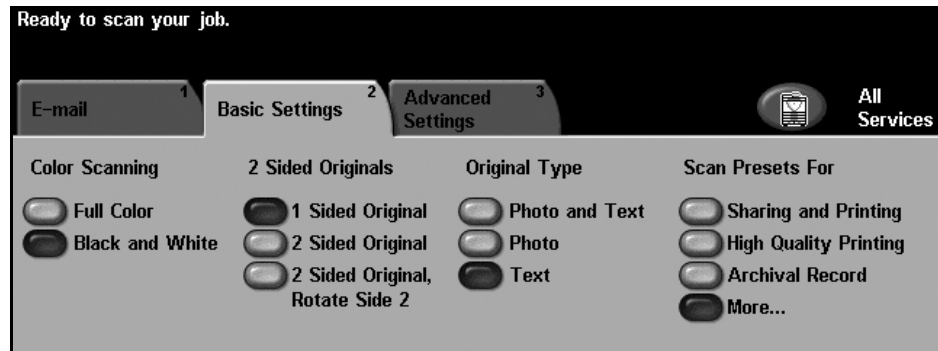 Ready to scan your job.
E-mail
1
Basic Settings
2
Advanced
Settings
3
All
Services
Color Scanning
Full Color
Black and White
2 Sided Originals
1 Sided Original
2 Sided Original
2 Sided Original,
Rotate Side 2
Original Type
Photo and Text
Photo
Text
Scan Presets For
Sharing and Printing
High Quality Printing
Archival Record
More...